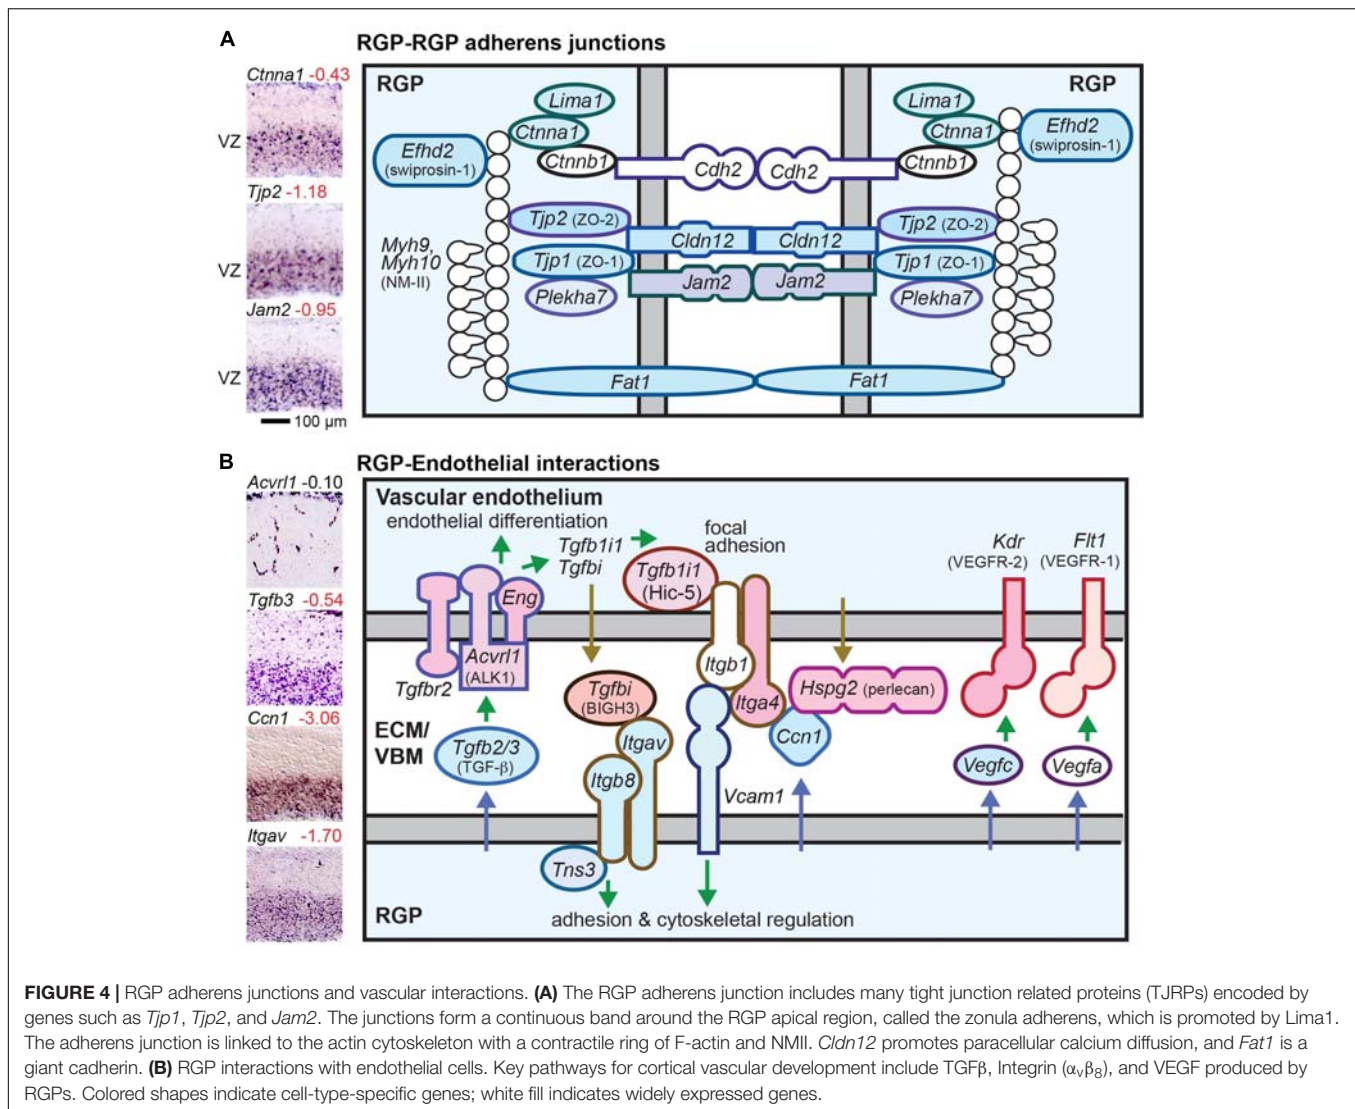 A
RGP-RGP adherens junctions
Ctnna1 -0.43
VZ
Tjp2 -1.18
VZ
Jam2 -0.95
VZ
100 µm
RGP
RGP
Lima1
Ctnna1
Ctnnb1
Efhd2
(swiprosin-1)
Cdh2
Cdh2
Lima1
Ctnna1
Ctnnb1
Efhd2
(swiprosin-1)
Tjp2 (ZO-2)
Cldn12
Cldn12
Tjp2 (ZO-2)
Myh9,
Myh10
(NM-II)
Tjp1 (ZO-1)
Jam2
Jam2
Tjp1 (ZO-1)
Plekha7
Plekha7
Fat1
Fat1
B
RGP-Endothelial interactions
Acvrl1 -0.10
Tgfb3 -0.54
Ccn1 -3.06
Itgav -1.70
Vascular endothelium
endothelial differentiation
Tgfb1i1
Tgfbi
focal
adhesion
Tgfb1i1
(Hic-5)
Kdr
(VEGFR-2)
Flt1
(VEGFR-1)
Eng
Acvrl1
(ALK1)
Tgfbr2
Itgb1
Itga4
Tgfbi
(BIGH3)
Hspg2 (perlecan)
ECM/
VBM
Tgfb2/3
(TGF-β)
Itgav
Itgb8
Ccn1
Vcam1
Vegfc
Vegfa
Tns3
RGP
adhesion & cytoskeletal regulation
FIGURE 4 | RGP adherens junctions and vascular interactions. (A) The RGP adherens junction includes many tight junction related proteins (TJRPs) encoded by
genes such as Tjp1, Tjp2, and Jam2. The junctions form a continuous band around the RGP apical region, called the zonula adherens, which is promoted by Lima1.
The adherens junction is linked to the actin cytoskeleton with a contractile ring of F-actin and NMII. Cldn12 promotes paracellular calcium diffusion, and Fat1 is a
giant cadherin. (B) RGP interactions with endothelial cells. Key pathways for cortical vascular development include TGFβ, Integrin (αvβ8), and VEGF produced by
RGPs. Colored shapes indicate cell-type-specific genes; white fill indicates widely expressed genes.